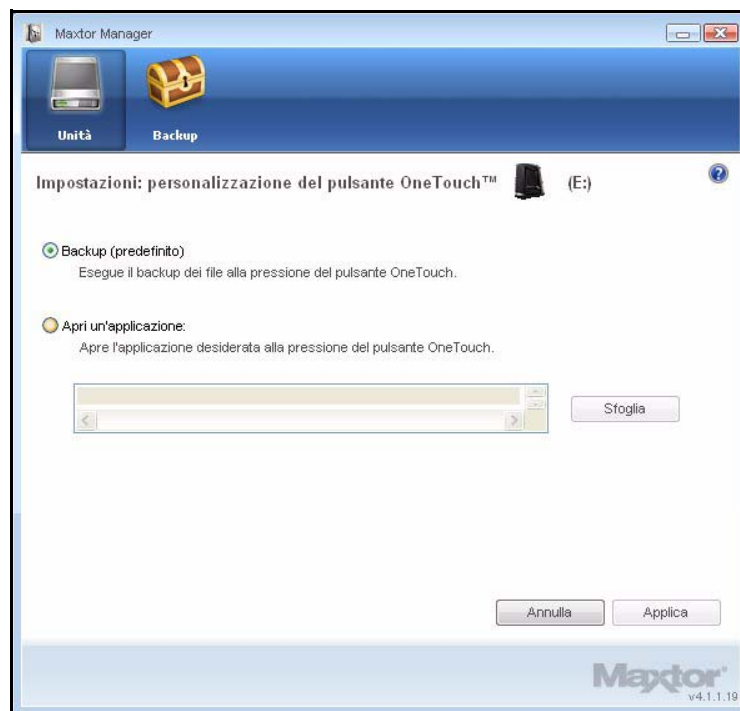 Maxtor Manager
Unità
Backup
Impostazioni: personalizzazione del pulsante OneTouch™ (E:)
Backup (predefinito)
Esegue il backup dei file alla pressione del pulsante OneTouch.
Apri un'applicazione:
Apre l'applicazione desiderata alla pressione del pulsante OneTouch.
Sfoglia
Annulla
Applica
Maxtor
v4.1.1.19